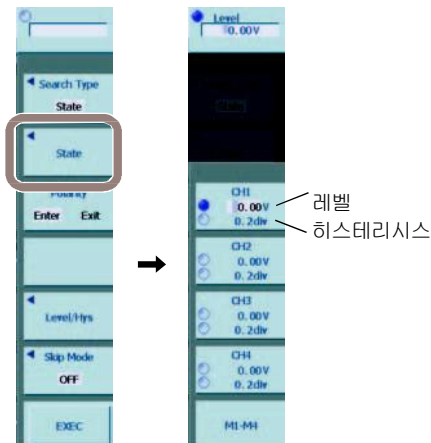 Search Type
State
State
Polarity
Enter Exit
Level/Hys
Skip Mode
OFF
EXEC
Level
0.00V
CH1
0.00V
0.2div
CH2
0.00V
0.2div
CH3
0.00V
0.2div
CH4
0.00V
0.2div
M1-M4
레벨
히스테리시스